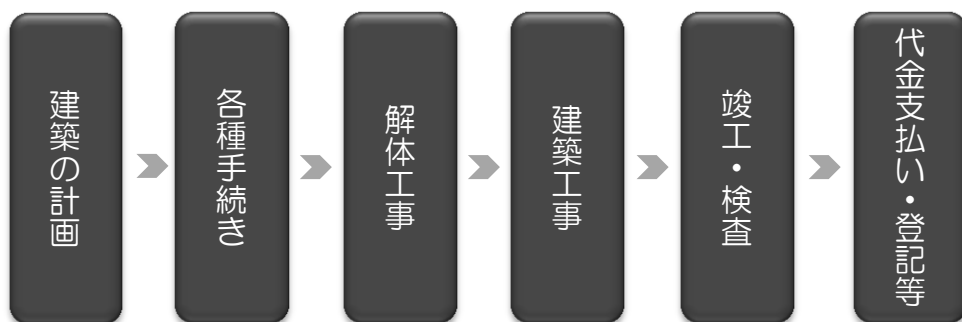 建築の計画
各種手続き
解体工事
建築工事
竣工・検査
代金支払い・登記等